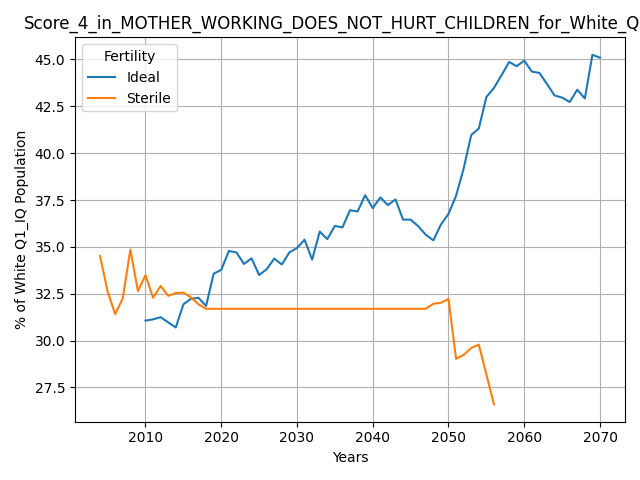 Score_4_in_MOTHER_WORKING_DOES_NOT_HURT_CHILDREN_for_White_Q
Fertility
Ideal
Sterile
45.0
42.5
40.0
37.5
35.0
32.5
30.0
27.5
% of White Q1_IQ Population
2010 2020 2030 2040 2050 2060 2070
Years